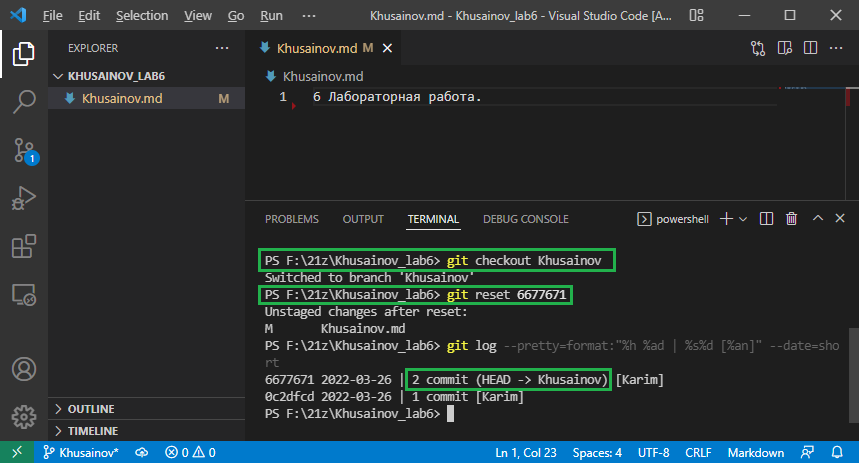 File Edit Selection View Go Run ··· Khusainov.md - Khusainov_lab6 - Visual Studio Code [A...
EXPLORER
KHUSAINOV_LAB6
Khusainov.md M
OUTLINE
TIMELINE
Khusainov.md M
Khusainov.md
1 6 Лабораторная работа.
PROBLEMS OUTPUT TERMINAL DEBUG CONSOLE powershell
PS F:\21z\Khusainov_lab6> git checkout Khusainov
Switched to branch 'Khusainov'
PS F:\21z\Khusainov_lab6> git reset 6677671
Unstaged changes after reset:
M Khusainov.md
PS F:\21z\Khusainov_lab6> git log --pretty=format:"%h %ad | %s%d [%an]" --date=sho
rt
6677671 2022-03-26 | 2 commit (HEAD -> Khusainov) [Karim]
0c2dfcd 2022-03-26 | 1 commit [Karim]
PS F:\21z\Khusainov_lab6>
1
Khusainov* 0 0 Ln 1, Col 23 Spaces: 4 UTF-8 CRLF Markdown